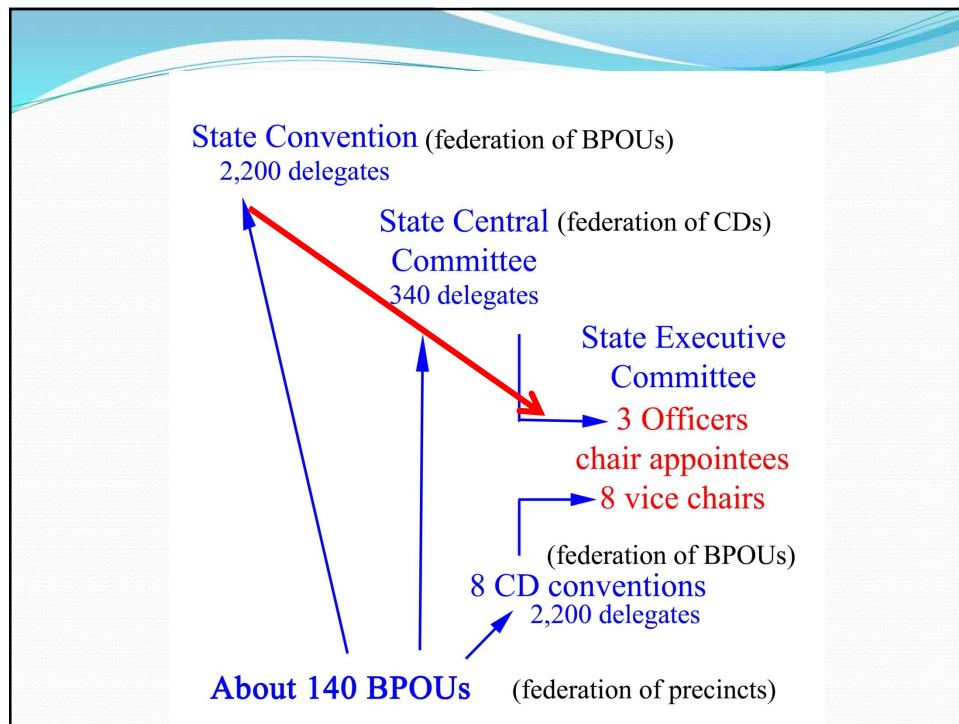 State Convention (federation of BPOUs)
2,200 delegates
State Central (federation of CDs)
Committee
340 delegates
State Executive
Committee
3 Officers
chair appointees
8 vice chairs
(federation of BPOUs)
8 CD conventions
2,200 delegates
About 140 BPOUs (federation of precincts)